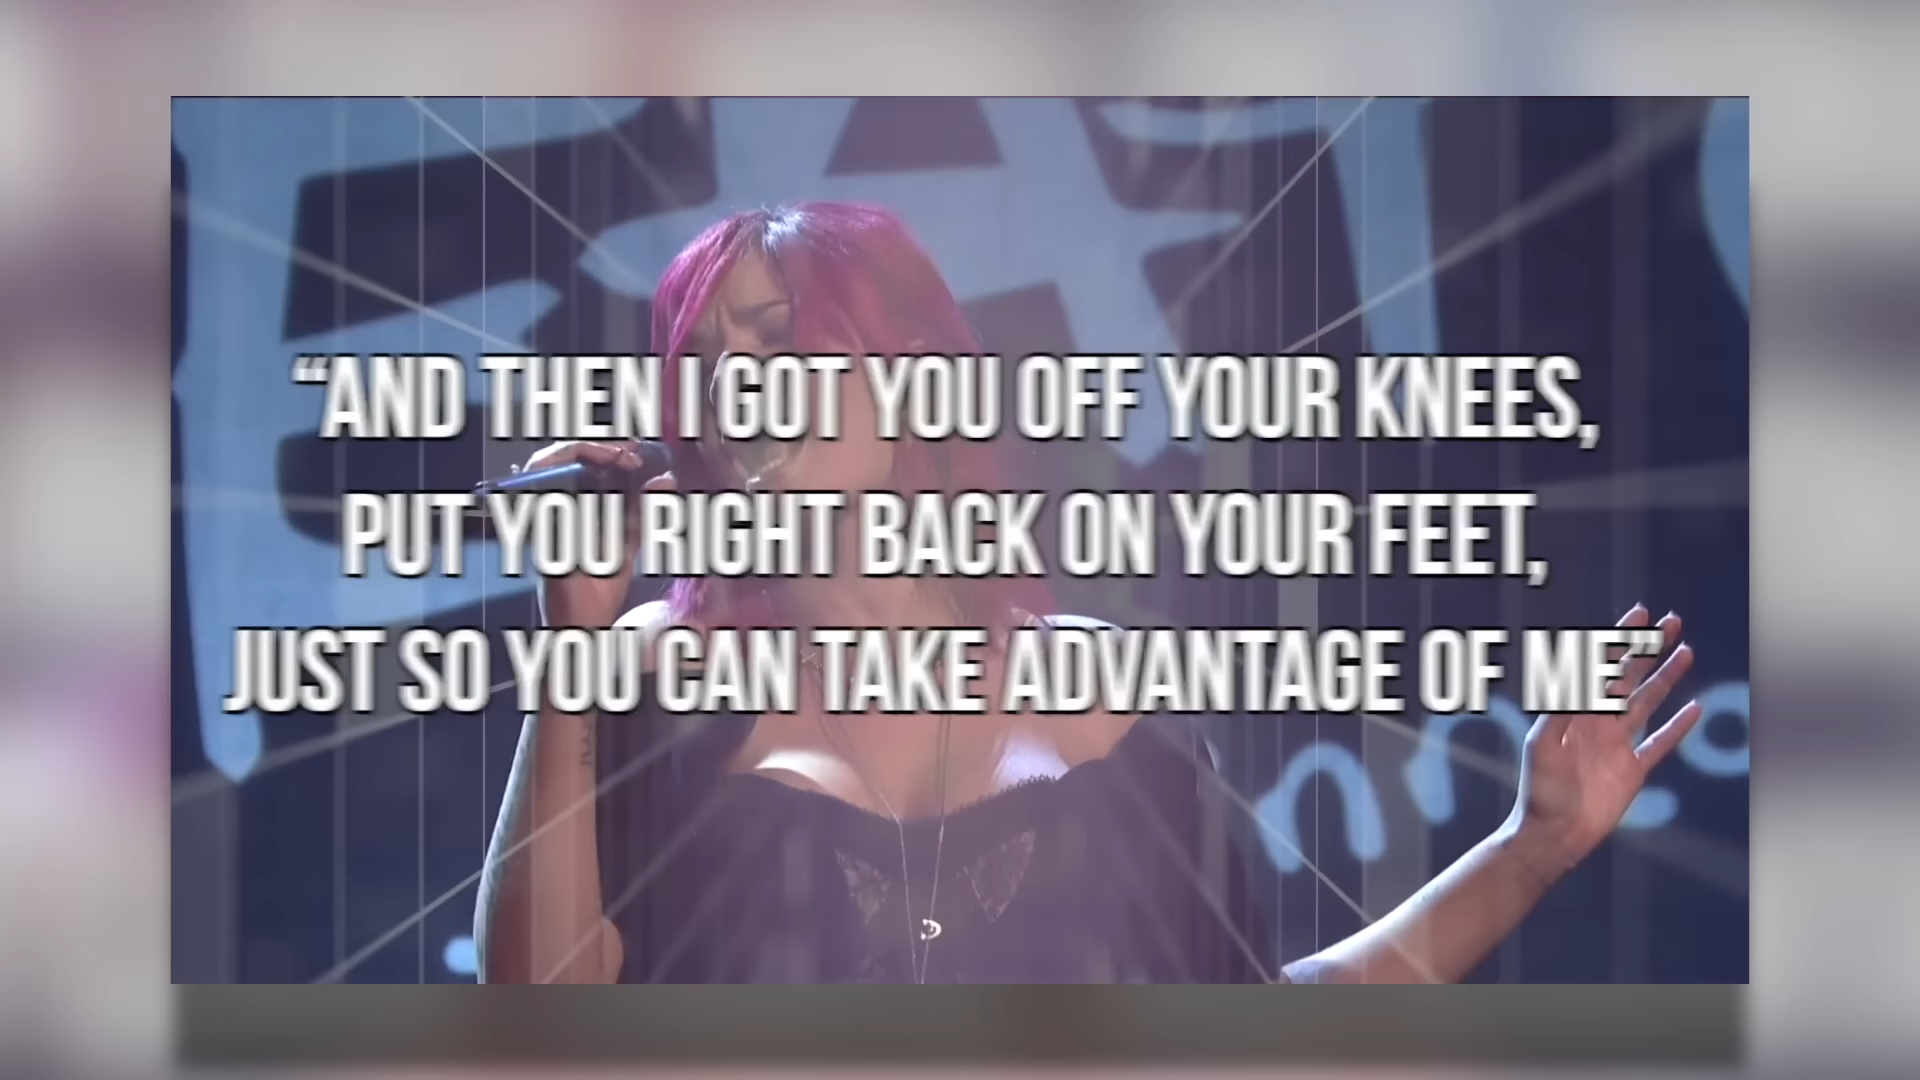 “AND THEN I GOT YOU OFF YOUR KNEES,
PUT YOU RIGHT BACK ON YOUR FEET,
JUST SO YOU CAN TAKE ADVANTAGE OF ME”